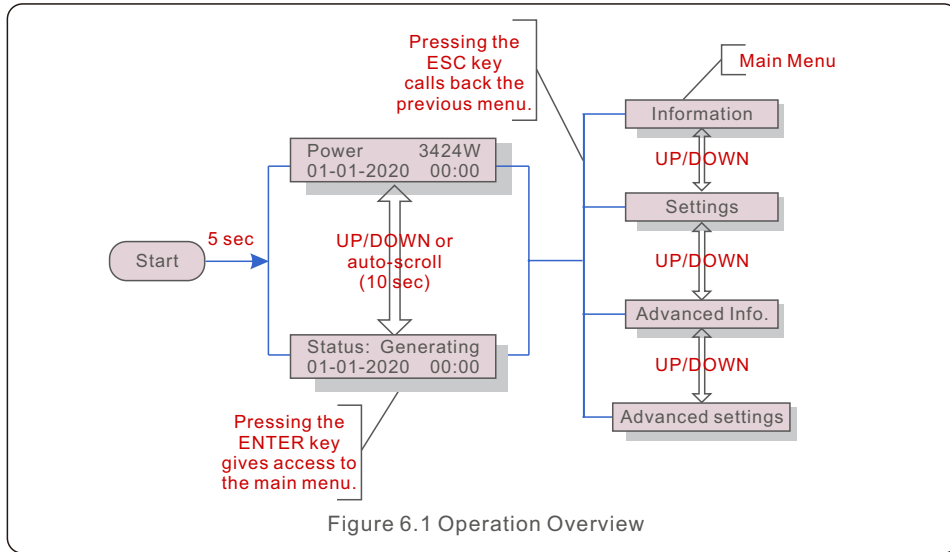 Pressing the
ESC key
calls back the
previous menu.
Main Menu
Information
UP/DOWN
Settings
UP/DOWN
Advanced Info.
UP/DOWN
Advanced settings
Power 3424W
01-01-2020 00:00
5 sec
Start
UP/DOWN or
auto-scroll
(10 sec)
Status: Generating
01-01-2020 00:00
Pressing the
ENTER key
gives access to
the main menu.
Figure 6.1 Operation Overview